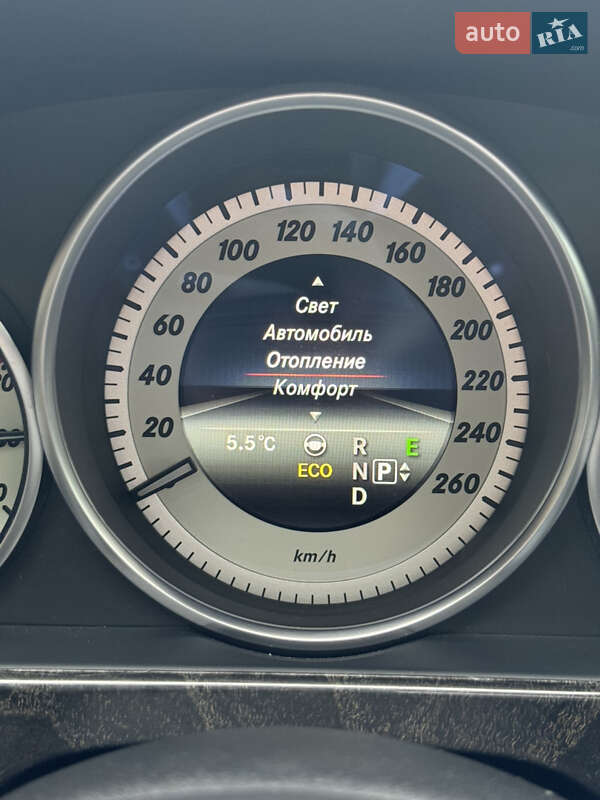 auto RIA .com
120 140
100 160
80 180
60 200
40 220
20 240
260
Свет
Автомобиль
Отопление
Комфорт
5.5°C R E
ECO N P
D
km/h